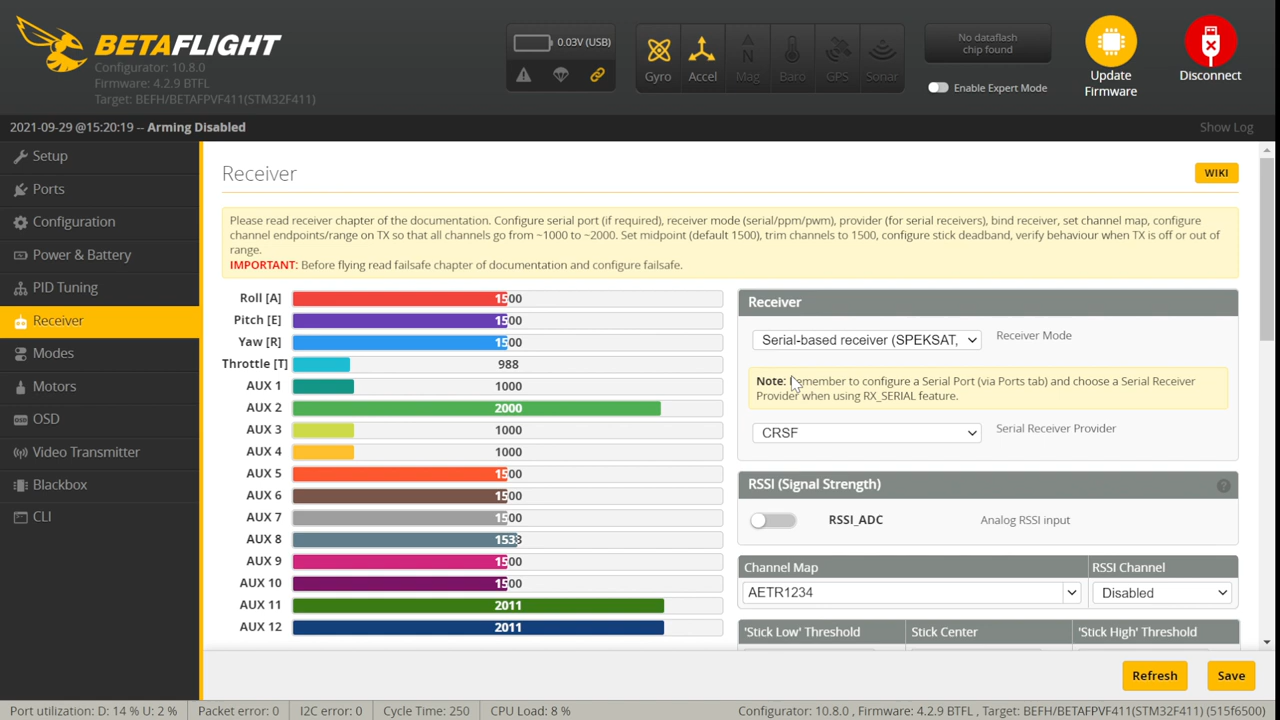 BETAFLIGHT
Configurator: 10.8.0
Firmware: 4.2.9 BTFL
Target: BEFH/BETAFPVF411(STM32F411)
0.03V (USB)
Gyro
Accel
Mag
Baro
GPS
Sonar
No dataflash
chip found
Enable Expert Mode
Update
Firmware
Disconnect
2021-09-29 @15:20:19 -- Arming Disabled
Show Log
Setup
Ports
Configuration
Power & Battery
PID Tuning
Receiver
Modes
Motors
OSD
Video Transmitter
Blackbox
CLI
Receiver
WIKI
Please read receiver chapter of the documentation. Configure serial port (if required), receiver mode (serial/ppm/pwm), provider (for serial receivers), bind receiver, set channel map, configure
channel endpoints/range on TX so that all channels go from ~1000 to ~2000. Set midpoint (default 1500), trim channels to 1500, configure stick deadband, verify behaviour when TX is off or out of
range.
IMPORTANT: Before flying read failsafe chapter of documentation and configure failsafe.
Roll [A] 1500
Pitch [E] 1500
Yaw [R] 1500
Throttle [T] 988
AUX 1 1000
AUX 2 2000
AUX 3 1000
AUX 4 1000
AUX 5 1500
AUX 6 1500
AUX 7 1500
AUX 8 1533
AUX 9 1500
AUX 10 1500
AUX 11 2011
AUX 12 2011
Receiver
Serial-based receiver (SPEKSAT, Receiver Mode
Note: Remember to configure a Serial Port (via Ports tab) and choose a Serial Receiver
Provider when using RX_SERIAL feature.
CRSF Serial Receiver Provider
RSSI (Signal Strength)
?
RSSI_ADC Analog RSSI input
Channel Map
RSSI Channel
AETR1234
Disabled
'Stick Low' Threshold
Stick Center
'Stick High' Threshold
Refresh
Save
Port utilization: D: 14 % U: 2 %
Packet error: 0
I2C error: 0
Cycle Time: 250
CPU Load: 8 %
Configurator: 10.8.0 , Firmware: 4.2.9 BTFL, Target: BEFH/BETAFPVF411(STM32F411) (515f6500)